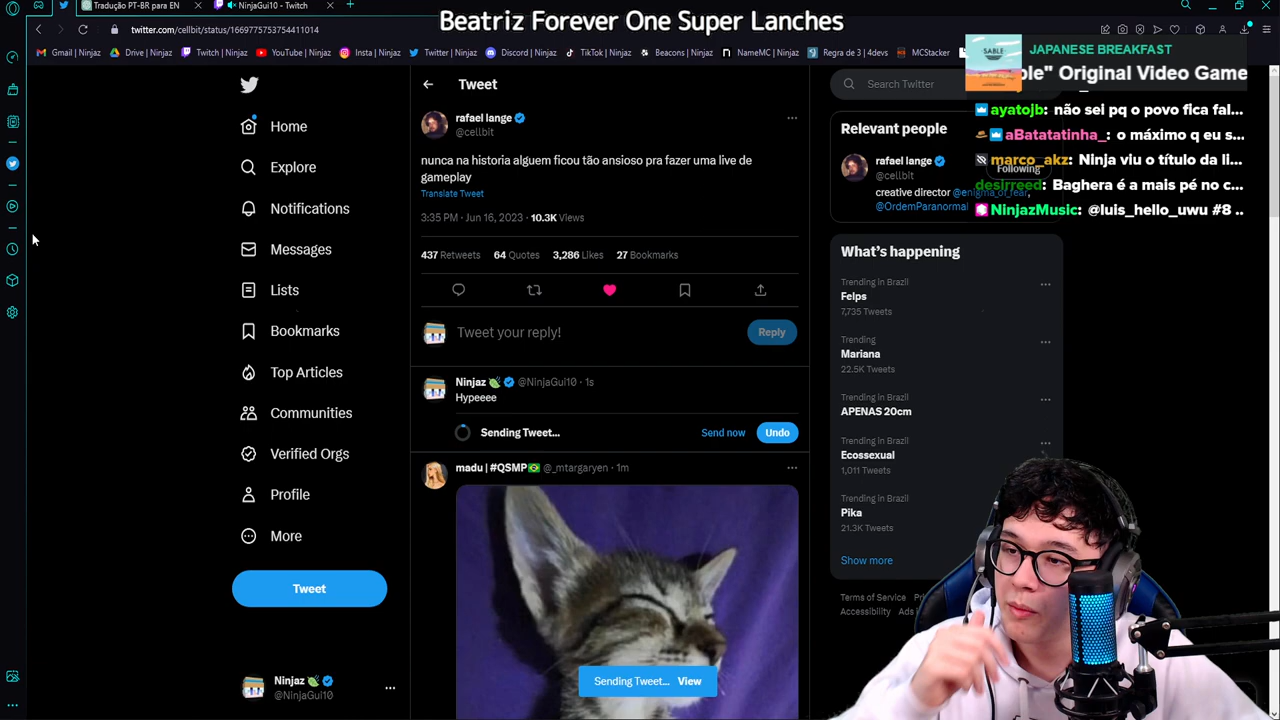 Beatriz Forever One Super Lanches
Tradução PT-BR para EN
NinjaGui10 - Twitch
twitter.com/cellbit/status/1669775753754411014
Gmail | Ninjaz
Drive | Ninjaz
Twitch | Ninjaz
YouTube | Ninjaz
Insta | Ninjaz
Twitter | Ninjaz
Discord | Ninjaz
TikTok | Ninjaz
Beacons | Ninjaz
NameMC | Ninjaz
Regra de 3 | 4devs
MCStacker
JAPANESE BREAKFAST
SABLE
ble" Original Video Game
ayatojb: não sei pq o povo fica fal...
aBatatatinha_: o máximo q eu s...
marco_akz: Ninja viu o título da li...
desirreed: Baghera é a mais pé no c...
NinjazMusic: @luis_hello_uwu #8 ..
Home
Explore
Notifications
Messages
Lists
Bookmarks
Top Articles
Communities
Verified Orgs
Profile
More
Tweet
Ninjaz
@NinjaGui10
Tweet
rafael lange
@cellbit
nunca na historia alguem ficou tão ansioso pra fazer uma live de
gameplay
Translate Tweet
3:35 PM · Jun 16, 2023 · 10.3K Views
437 Retweets 64 Quotes 3,286 Likes 27 Bookmarks
Tweet your reply!
Reply
Ninjaz @NinjaGui10 · 1s
Hypeeee
Sending Tweet...
Send now
Undo
madu | #QSMP @_mtargaryen · 1m
Sending Tweet... View
Search Twitter
Relevant people
rafael lange
@cellbit
Following
creative director @enigma_of_fear,
@OrdemParanormal
What's happening
Trending in Brazil
Felps
7,735 Tweets
Trending
Mariana
22.5K Tweets
Trending in Brazil
APENAS 20cm
Trending in Brazil
Ecossexual
1,011 Tweets
Trending in Brazil
Pika
21.3K Tweets
Show more
Terms of Service
Accessibility